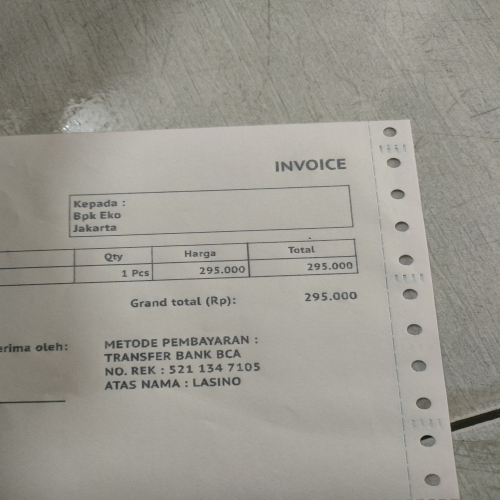 INVOICE
Kepada :
Bpk Eko
Jakarta
Qty Harga Total
1 Pcs 295.000 295.000
Grand total (Rp): 295.000
erima oleh:
METODE PEMBAYARAN :
TRANSFER BANK BCA
NO. REK : 521 134 7105
ATAS NAMA : LASINO